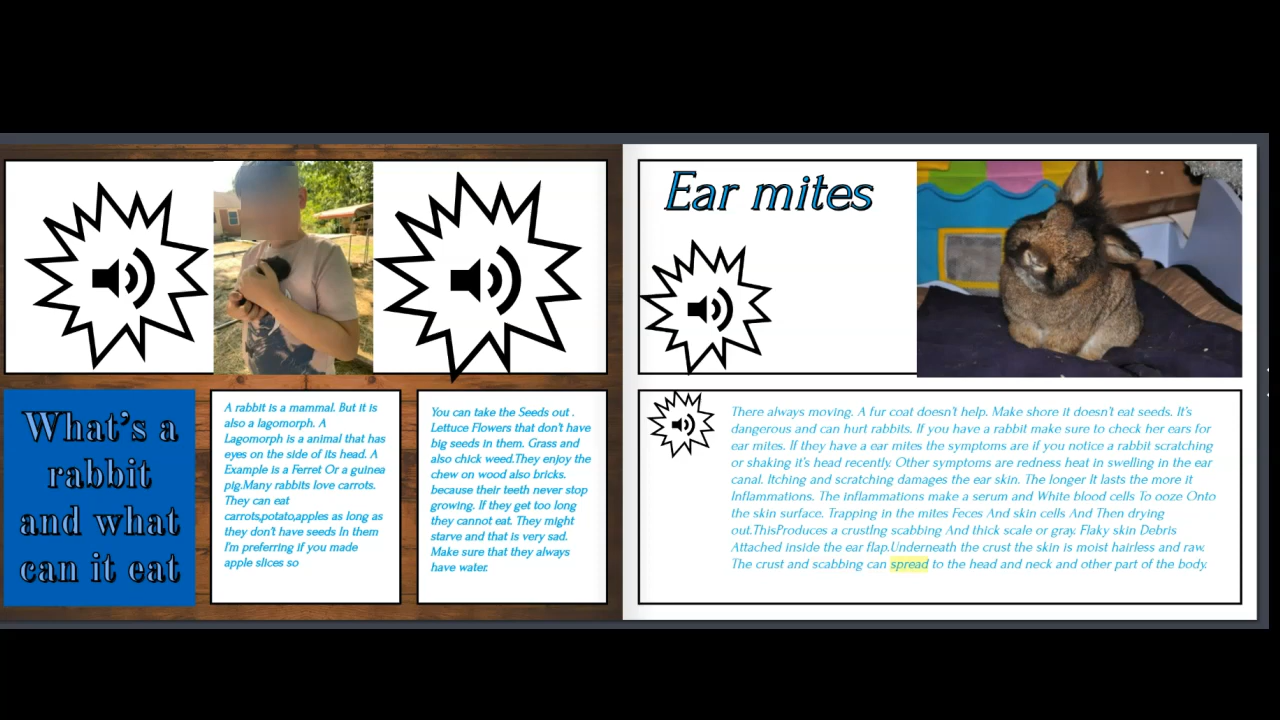 What's a
rabbit
and what
can it eat
A rabbit is a mammal. But it is
also a lagomorph. A
Lagomorph is a animal that has
eyes on the side of its head. A
Example is a Ferret Or a guinea
pig.Many rabbits love carrots.
They can eat
carrots,potato,apples as long as
they don't have seeds In them
I'm preferring if you made
apple slices so
You can take the Seeds out .
Lettuce Flowers that don't have
big seeds in them. Grass and
also chick weed.They enjoy the
chew on wood also bricks.
because their teeth never stop
growing. If they get too long
they cannot eat. They might
starve and that is very sad.
Make sure that they always
have water.
Ear mites
There always moving. A fur coat doesn't help. Make shore it doesn't eat seeds. It's
dangerous and can hurt rabbits. If you have a rabbit make sure to check her ears for
ear mites. If they have a ear mites the symptoms are if you notice a rabbit scratching
or shaking it's head recently. Other symptoms are redness heat in swelling in the ear
canal. Itching and scratching damages the ear skin. The longer It lasts the more it
Inflammations. The inflammations make a serum and White blood cells To ooze Onto
the skin surface. Trapping in the mites Feces And skin cells And Then drying
out.ThisProduces a crustIng scabbing And thick scale or gray. Flaky skin Debris
Attached inside the ear flap.Underneath the crust the skin is moist hairless and raw.
The crust and scabbing can spread to the head and neck and other part of the body.